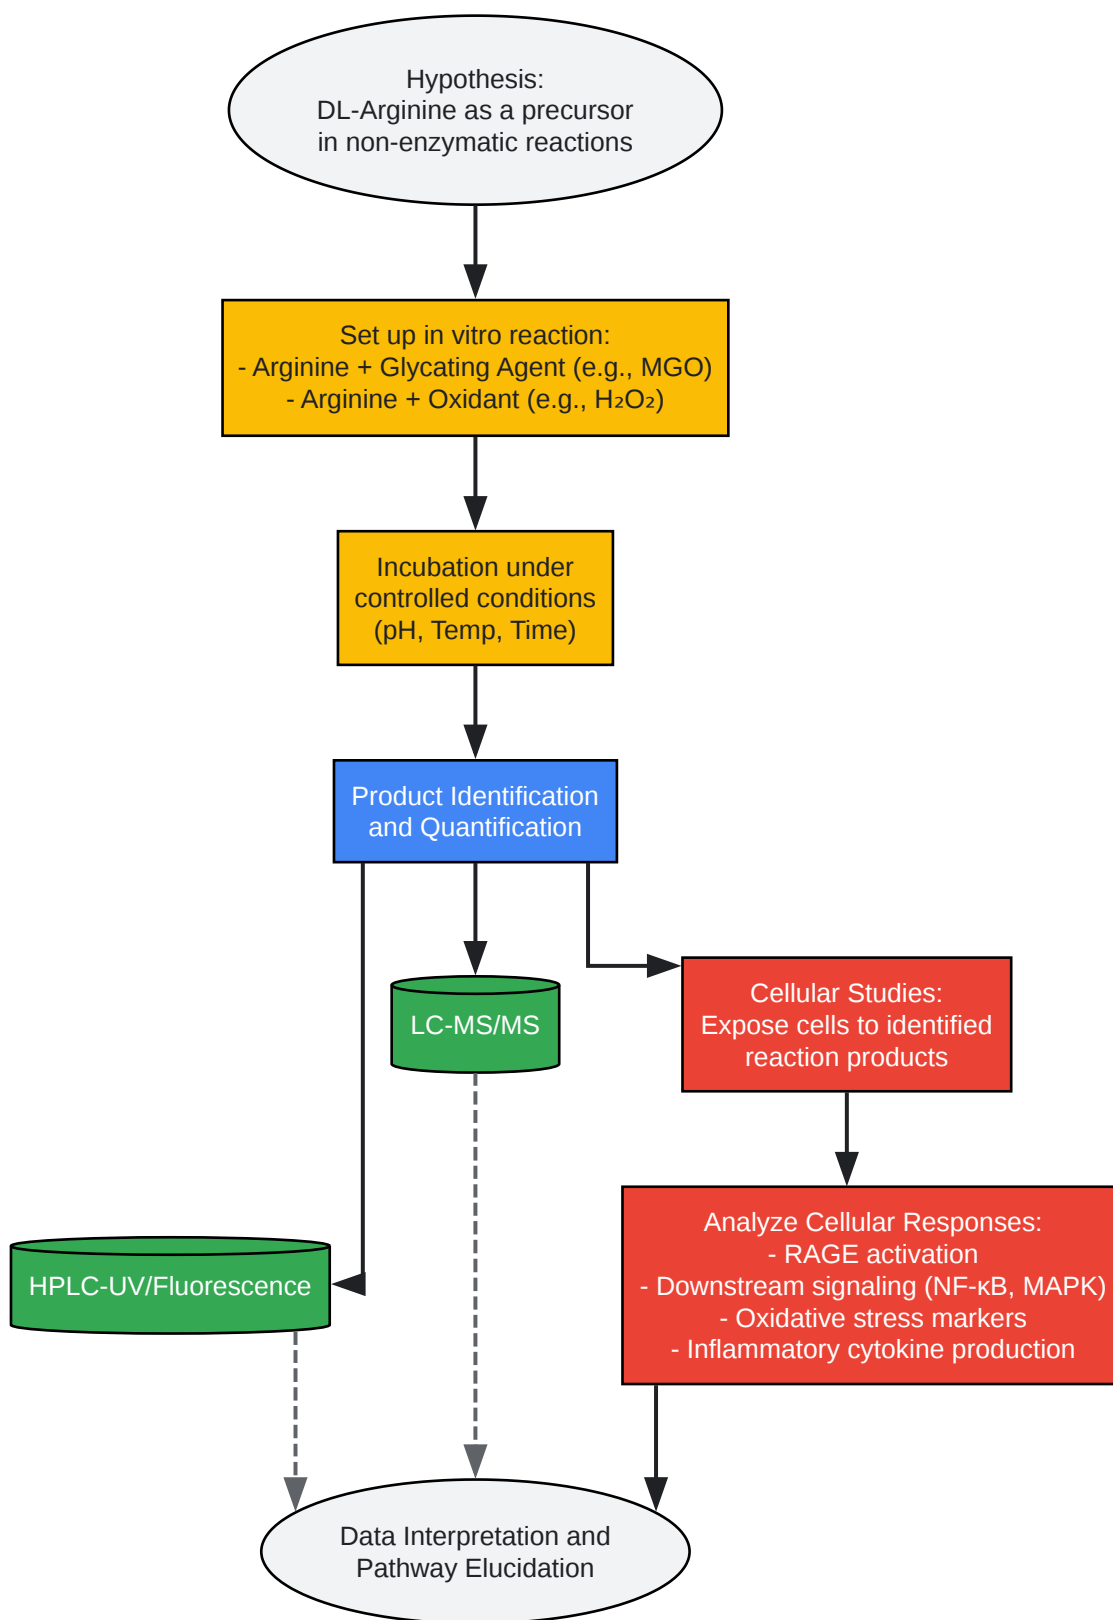 Hypothesis:
DL-Arginine as a precursor
in non-enzymatic reactions
Set up in vitro reaction:
- Arginine + Glycating Agent (e.g., MGO)
- Arginine + Oxidant (e.g., H₂O₂)
Incubation under
controlled conditions
(pH, Temp, Time)
Product Identification
and Quantification
LC-MS/MS
Cellular Studies:
Expose cells to identified
reaction products
HPLC-UV/Fluorescence
Analyze Cellular Responses:
- RAGE activation
- Downstream signaling (NF-κB, MAPK)
- Oxidative stress markers
- Inflammatory cytokine production
Data Interpretation and
Pathway Elucidation